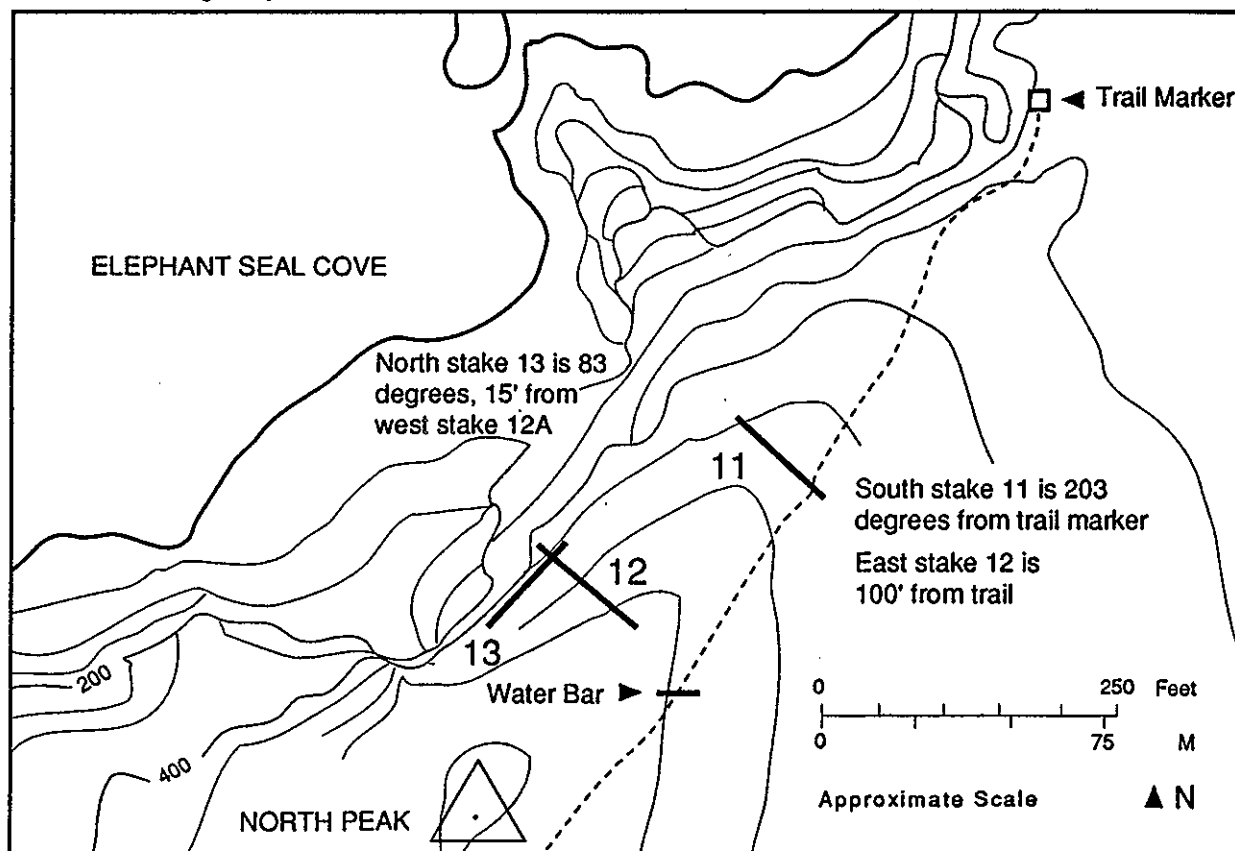 Trail Marker
ELEPHANT SEAL COVE
North stake 13 is 83
degrees, 15' from
west stake 12A
11
South stake 11 is 203
degrees from trail marker
East stake 12 is
100' from trail
12
13
200
Water Bar
0 250 Feet
0 75 M
400
Approximate Scale
N
NORTH PEAK